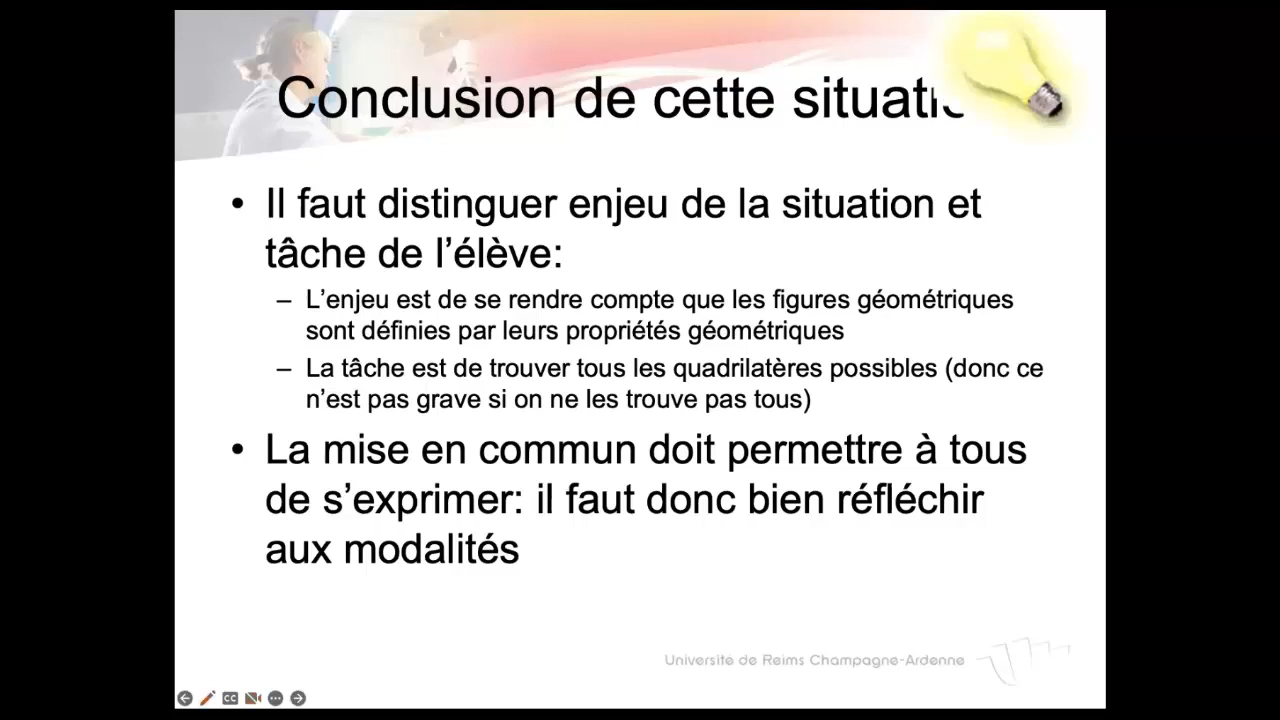 Conclusion de cette situatio
• Il faut distinguer enjeu de la situation et
tâche de l’élève:
– L’enjeu est de se rendre compte que les figures géométriques
sont définies par leurs propriétés géométriques
– La tâche est de trouver tous les quadrilatères possibles (donc ce
n’est pas grave si on ne les trouve pas tous)
• La mise en commun doit permettre à tous
de s’exprimer: il faut donc bien réfléchir
aux modalités
Université de Reims Champagne-Ardenne
CC